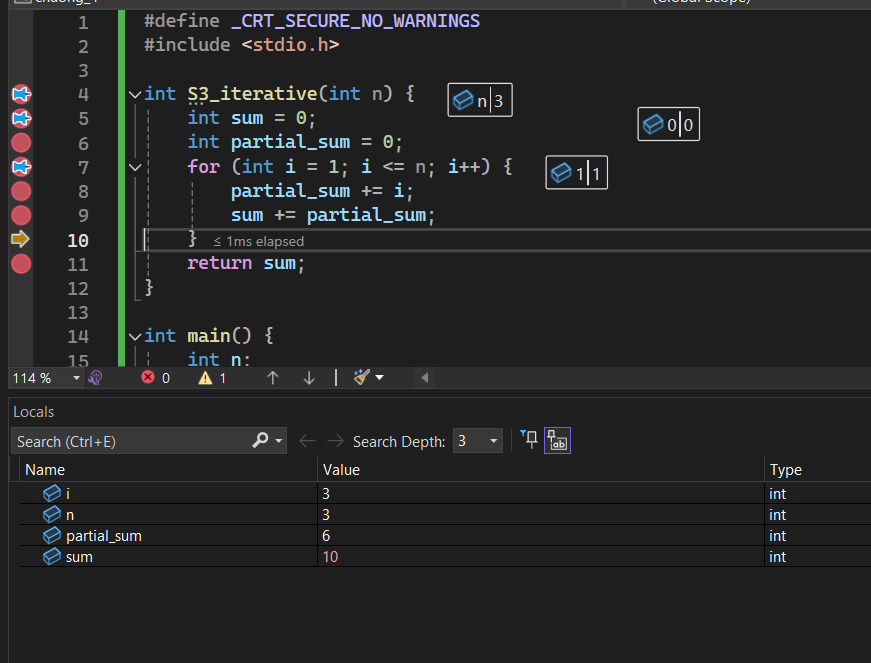 1 #define _CRT_SECURE_NO_WARNINGS
2 #include <stdio.h>
3
4 int S3_iterative(int n) { n 3
5 int sum = 0; 0 0
6 int partial_sum = 0;
7 for (int i = 1; i <= n; i++) { 1 1
8 partial_sum += i;
9 sum += partial_sum;
10 } ≤ 1ms elapsed
11 return sum;
12 }
13
14 int main() {
15 int n;
114 % 0 1
Locals
Search (Ctrl+E) Search Depth: 3
Name Value Type
i 3 int
n 3 int
partial_sum 6 int
sum 10 int